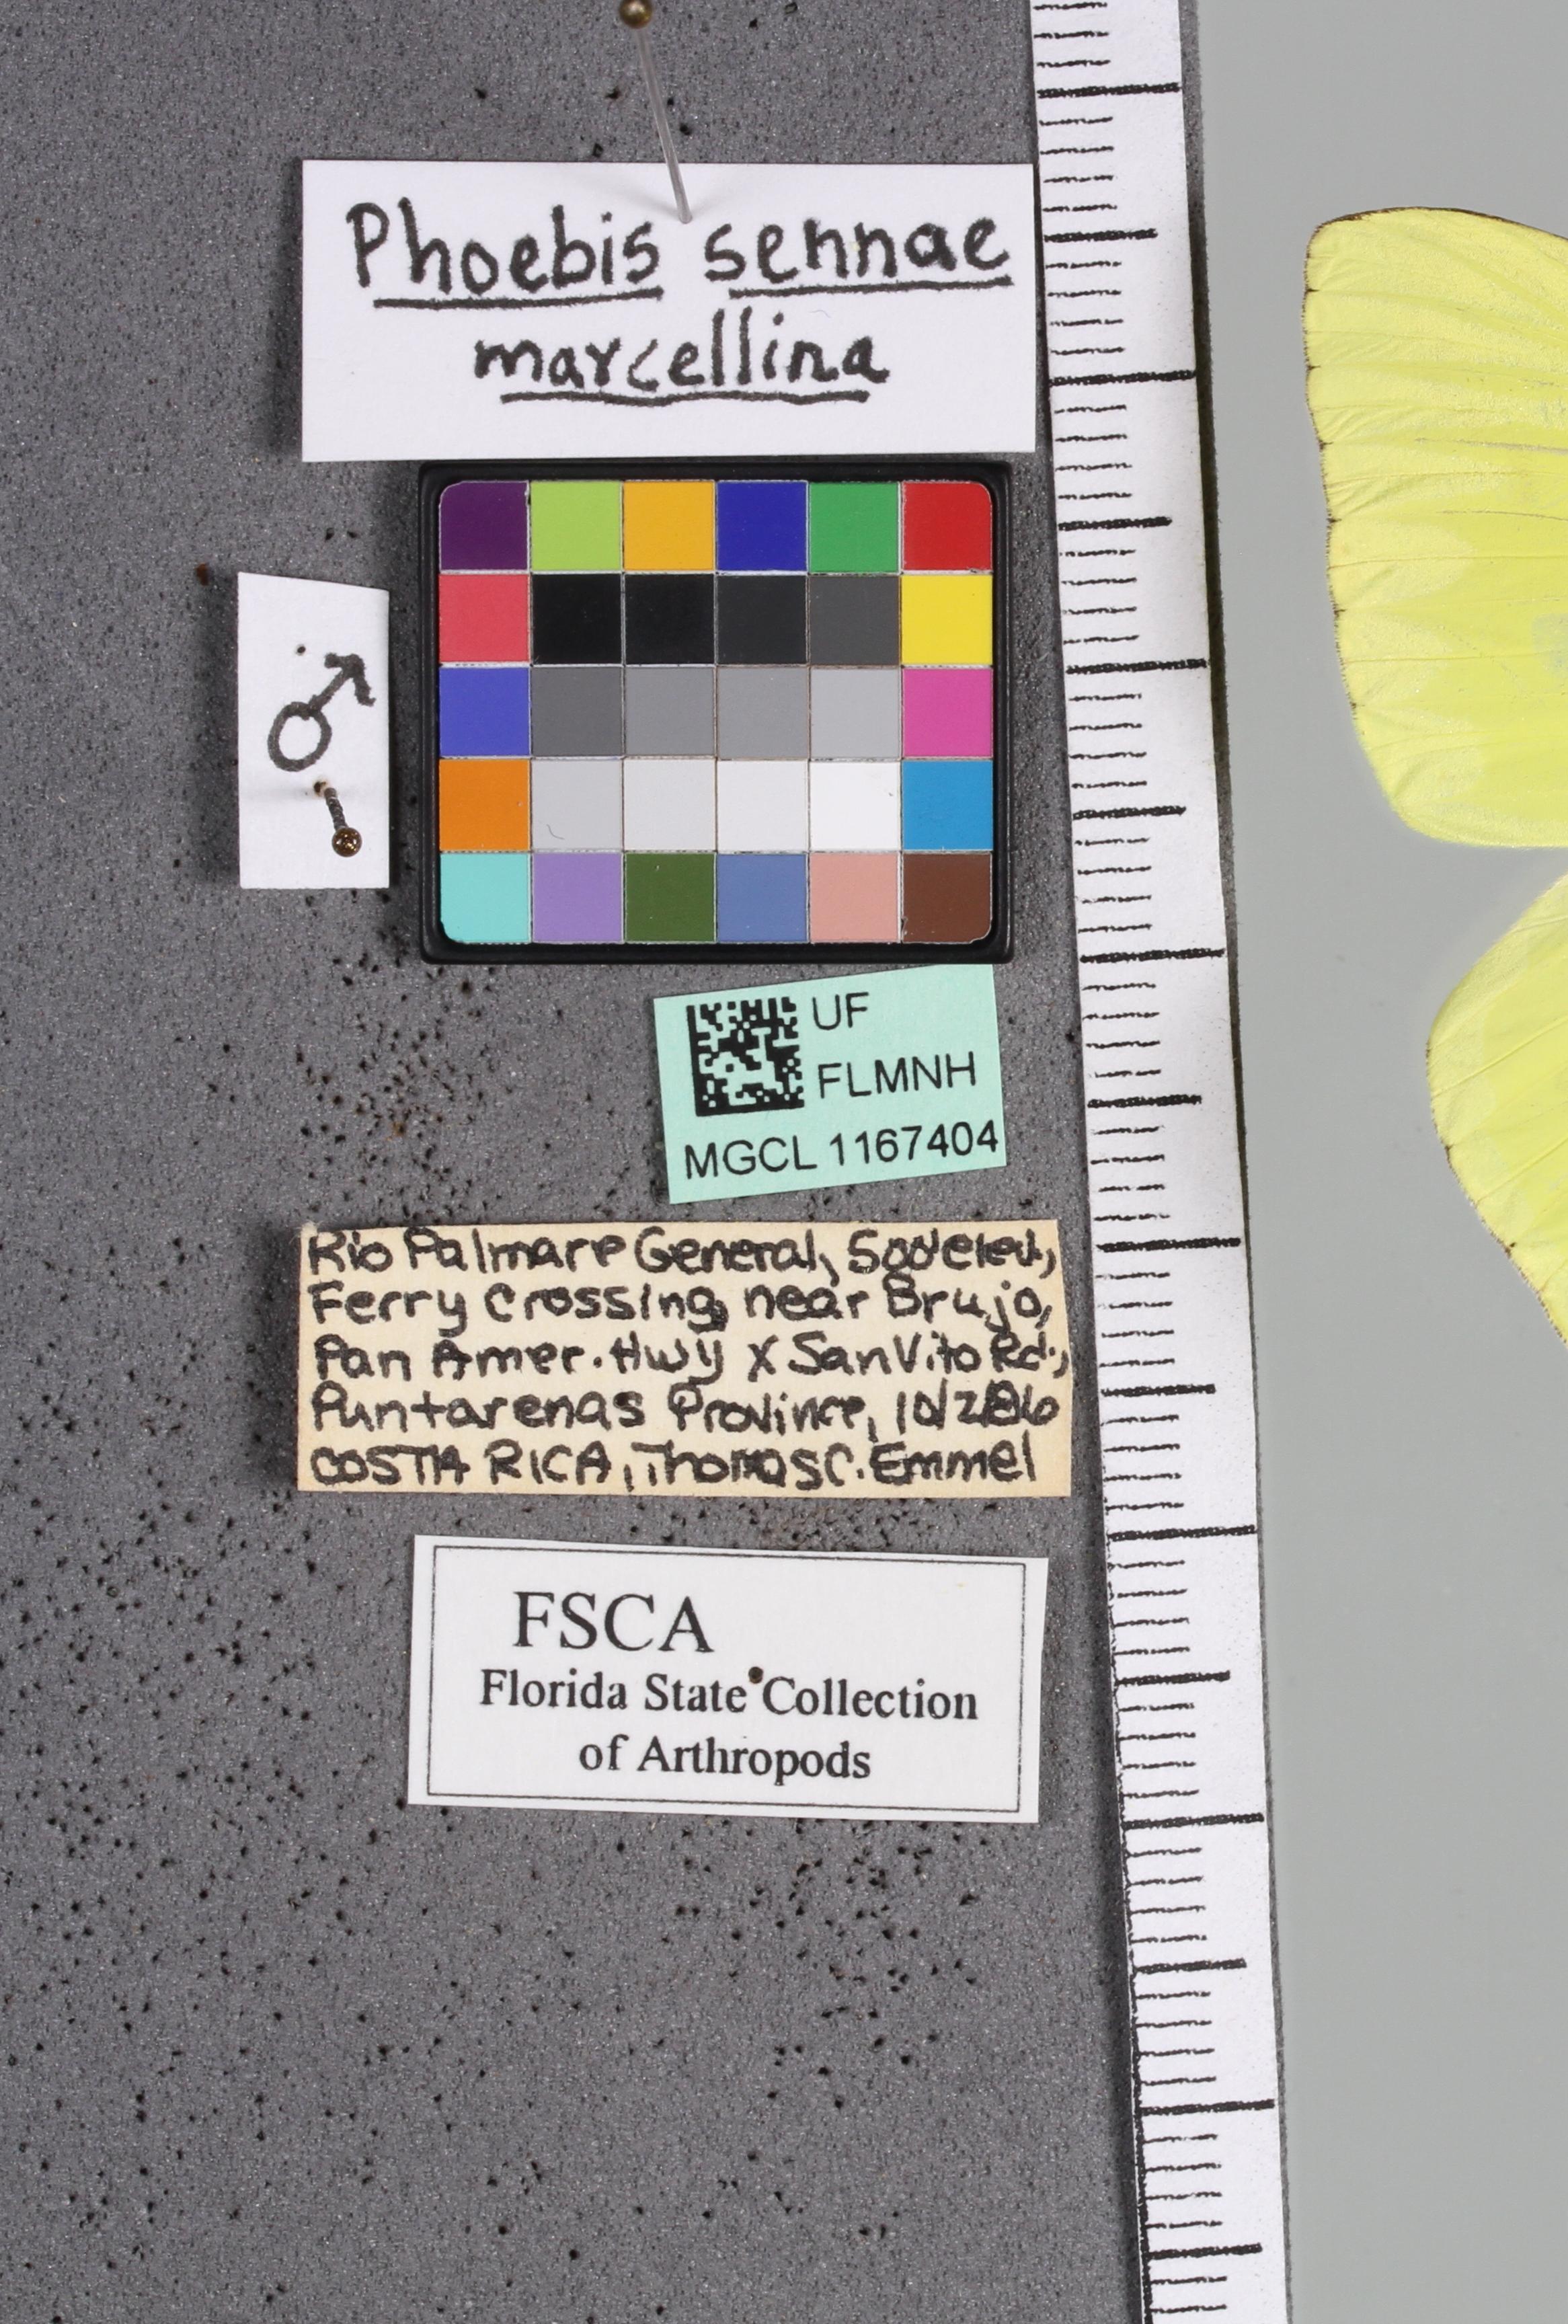 Phoebis sennae
marcellina
♂
UF
FLMNH
MGCL 1167404
Rio Palmare General,
Ferry Crossing, near Brujo,
Pan Amer. Hwy X San Vito Rd.,
Puntarenas Province, 10/2/86
COSTA RICA, Thomas C. Emmel
FSCA
Florida State Collection
of Arthropods